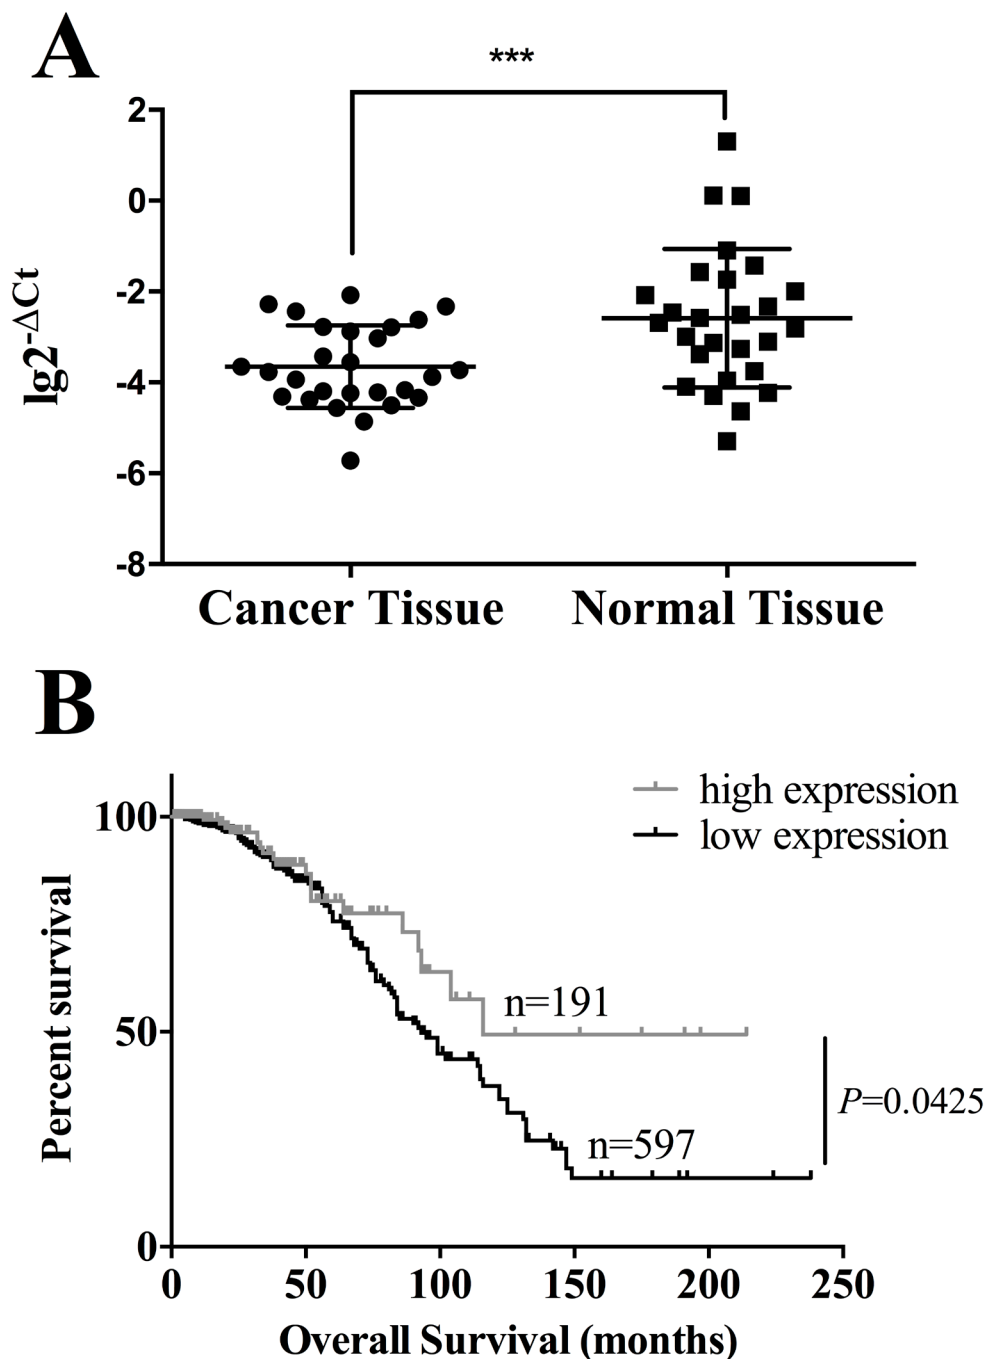 A
***
2
0
-2
-4
-6
-8
lg2-ΔCt
Cancer Tissue Normal Tissue
B
high expression
low expression
100
50
0
Percent survival
n=191
n=597
P=0.0425
0 50 100 150 200 250
Overall Survival (months)